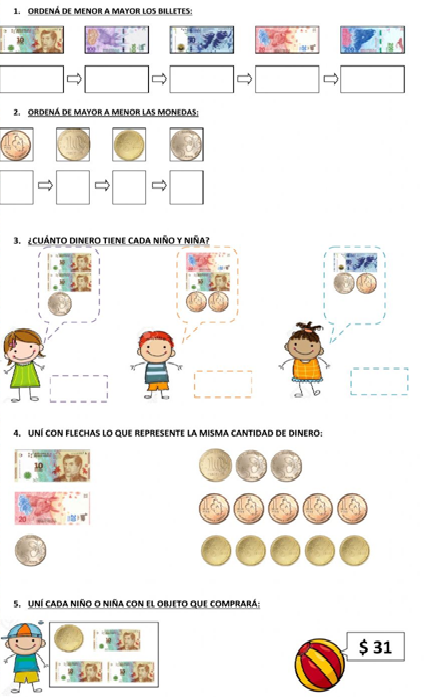 1. ORDENÁ DE MENOR A MAYOR LOS BILLETES:
2. ORDENÁ DE MAYOR A MENOR LAS MONEDAS:
3. ¿CUÁNTO DINERO TIENE CADA NIÑO Y NIÑA?
4. UNÍ CON FLECHAS LO QUE REPRESENTE LA MISMA CANTIDAD DE DINERO:
10
20
5. UNÍ CADA NIÑO O NIÑA CON EL OBJETO QUE COMPRARÁ:
$ 31